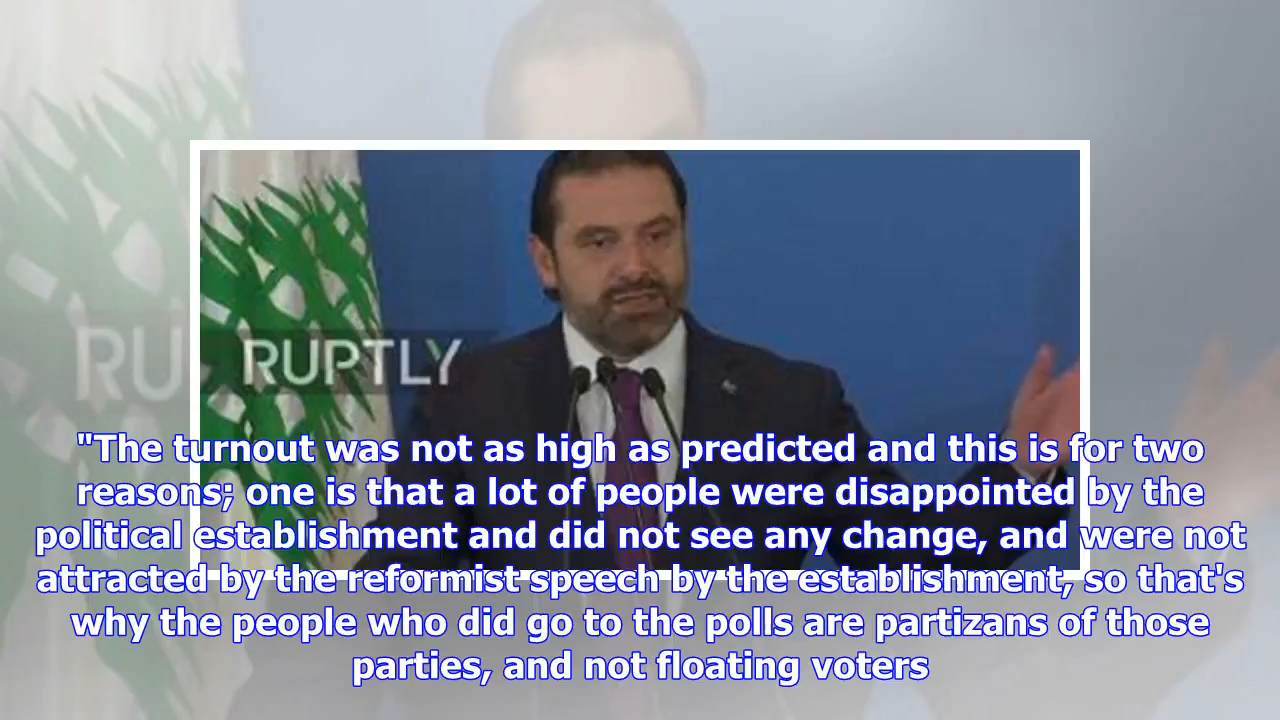 RU
RUPTLY
"The turnout was not as high as predicted and this is for two
reasons; one is that a lot of people were disappointed by the
political establishment and did not see any change, and were not
attracted by the reformist speech by the establishment, so that's
why the people who did go to the polls are partizans of those
parties, and not floating voters